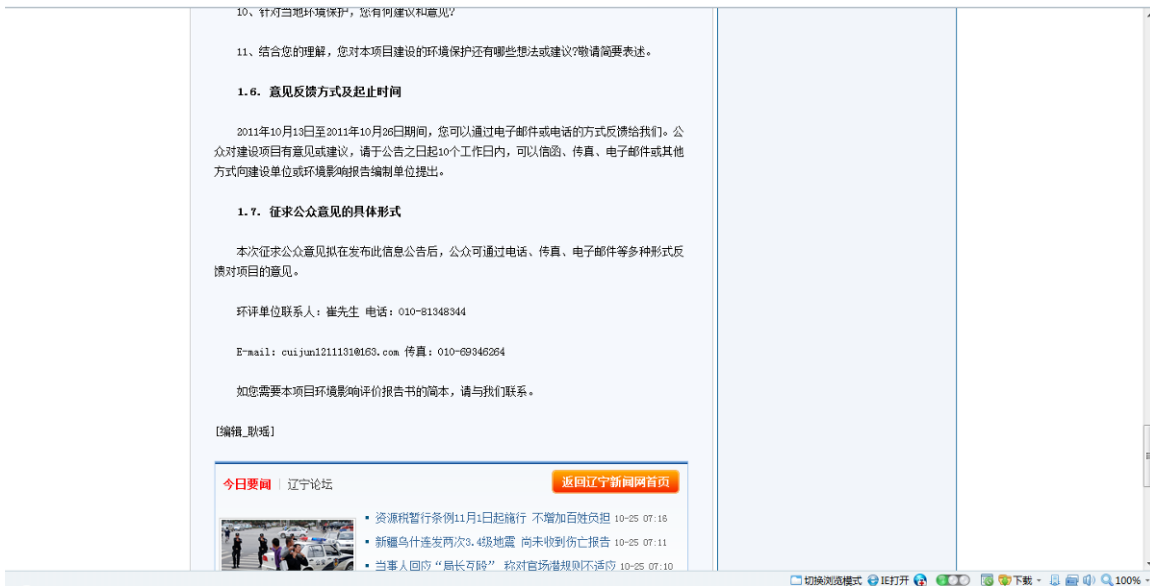 10、针对当地环境保护，您有何建议和意见?
11、结合您的理解，您对本项目建设的环境保护还有哪些想法或建议?敬请简要表述。
1.6. 意见反馈方式及起止时间
2011年10月13日至2011年10月26日期间，您可以通过电子邮件或电话的方式反馈给我们。公
众对建设项目有意见或建议，请于公告之日起10个工作日内，可以信函、传真、电子邮件或其他
方式向建设单位或环境影响报告编制单位提出。
1.7. 征求公众意见的具体形式
本次征求公众意见拟在发布此信息公告后，公众可通过电话、传真、电子邮件等多种形式反
馈对项目的意见。
环评单位联系人：崔先生 电话：010-81348344
E-mail：cuijun1211131@163.com 传真：010-69346264
如您需要本项目环境影响评价报告书的简本，请与我们联系。
[编辑_耿瑶]
今日要闻 | 辽宁论坛 返回辽宁新闻网首页
资源税暂行条例11月1日起施行 不增加百姓负担 10-25 07:16
新疆乌什连发两次3.4级地震 尚未收到伤亡报告 10-25 07:11
当事人回应“局长互殴” 称对官场潜规则不适应 10-25 07:10
切换浏览模式 IE打开 下载 100%